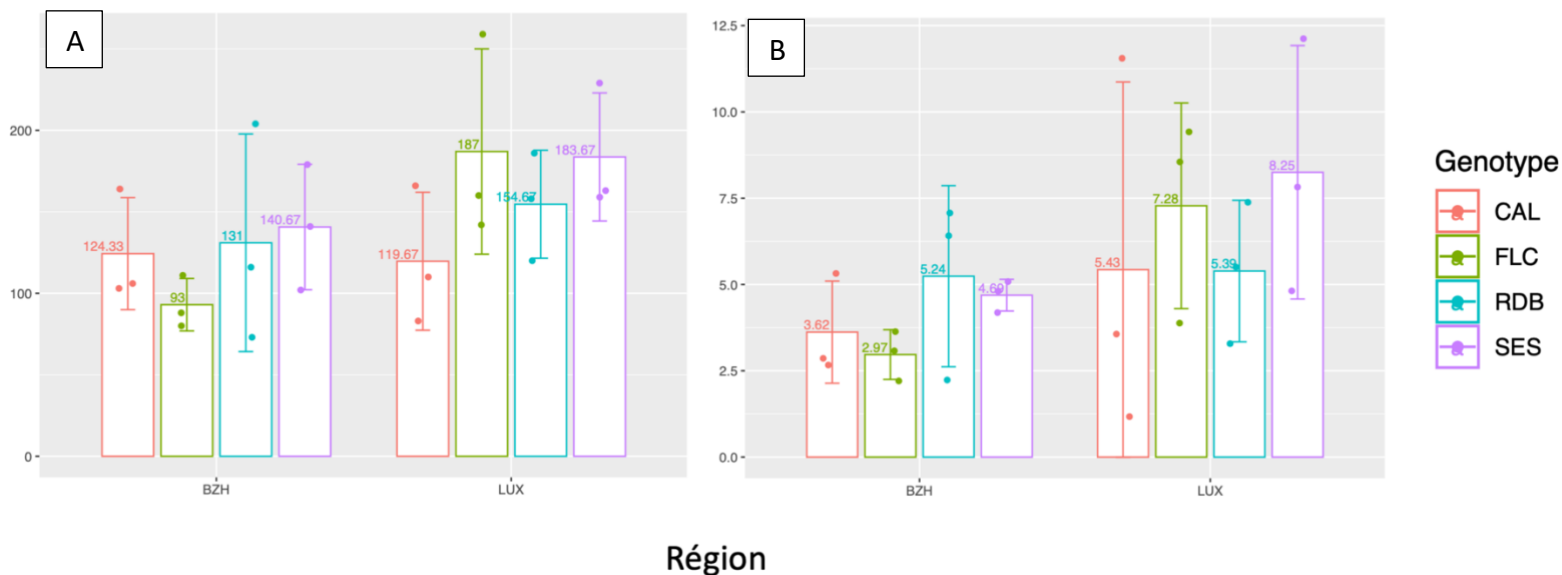 A
B
12.5
10.0
7.5
5.0
2.5
0.0
200
100
0
124.33
93
131
140.67
119.67
187
154.67
183.67
3.62
2.97
5.24
4.69
5.43
7.28
5.39
8.25
BZH
LUX
BZH
LUX
Région
Genotype
& CAL
& FLC
& RDB
& SES